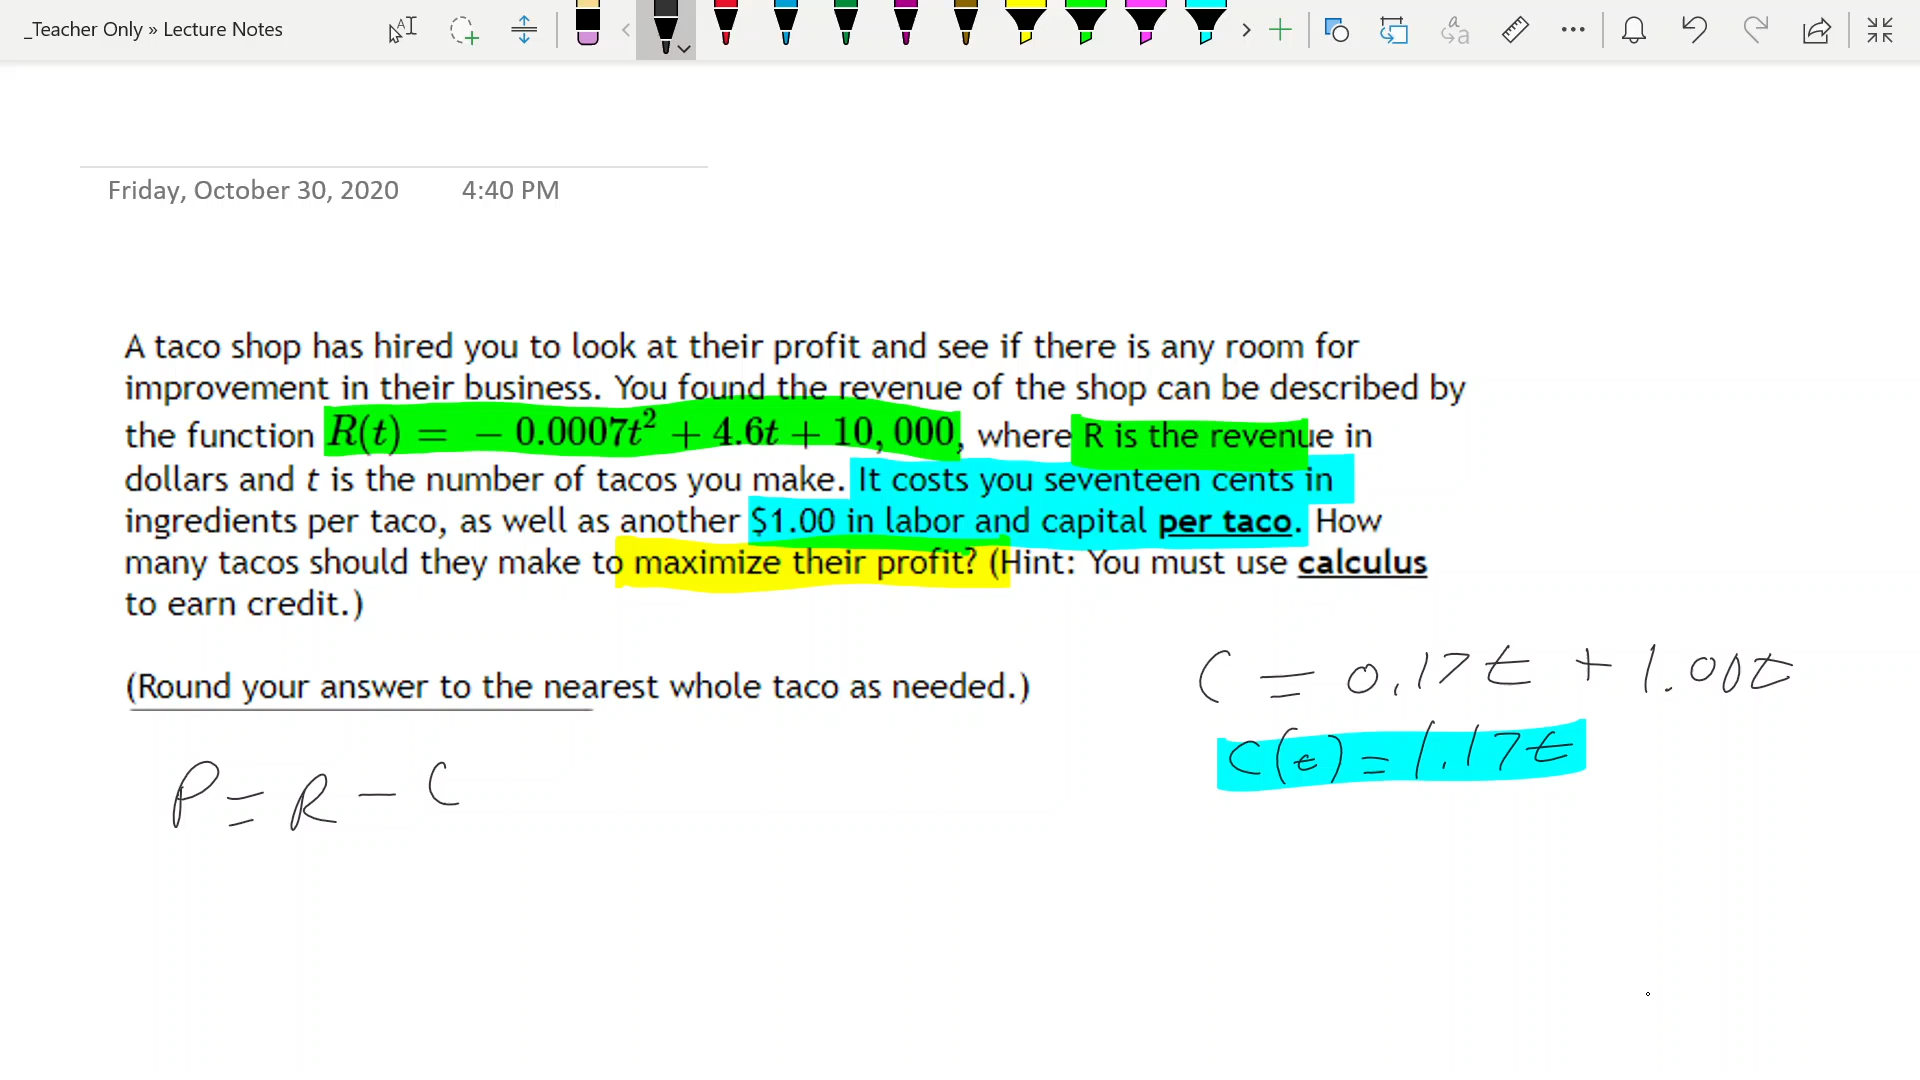 _Teacher Only » Lecture Notes
Friday, October 30, 2020 4:40 PM
A taco shop has hired you to look at their profit and see if there is any room for
improvement in their business. You found the revenue of the shop can be described by
the function R(t) = − 0.0007t² + 4.6t + 10,000, where R is the revenue in
dollars and t is the number of tacos you make. It costs you seventeen cents in
ingredients per taco, as well as another $1.00 in labor and capital per taco. How
many tacos should they make to maximize their profit? (Hint: You must use calculus
to earn credit.)
(Round your answer to the nearest whole taco as needed.)
C = 0.17t + 1.00t
C(t) = 1.17t
P = R − C